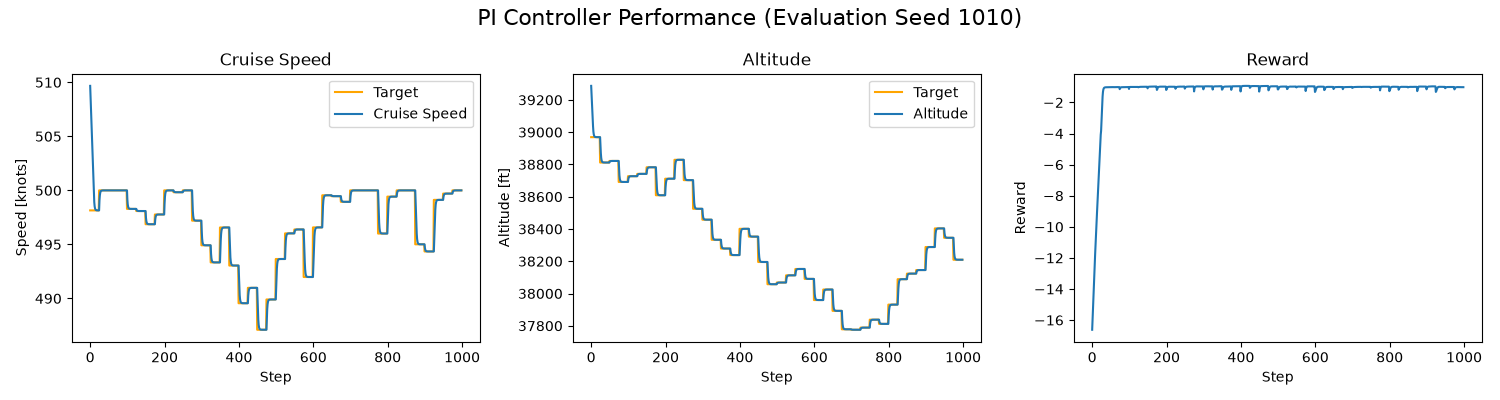 PI Controller Performance (Evaluation Seed 1010)
Cruise Speed
Speed [knots]
510
505
500
495
490
0 200 400 600 800 1000
Step
Target
Cruise Speed
Altitude
Altitude [ft]
39200
39000
38800
38600
38400
38200
38000
37800
0 200 400 600 800 1000
Step
Target
Altitude
Reward
Reward
−2
−4
−6
−8
−10
−12
−14
−16
0 200 400 600 800 1000
Step